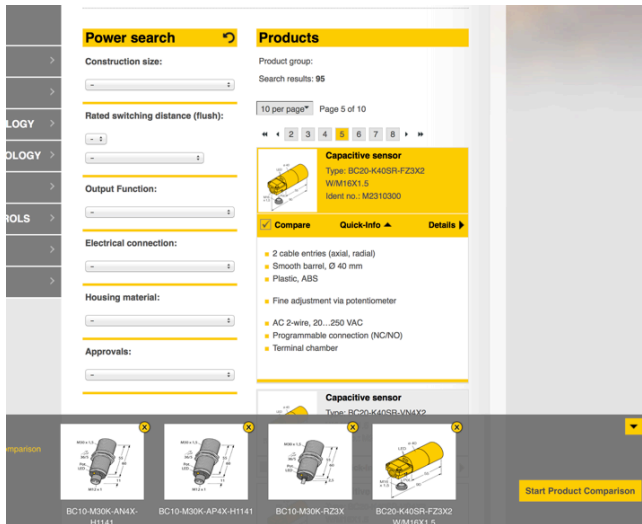 LOGY
OLOGY
ROLS
Power search
Construction size:
-
Rated switching distance (flush):
-
-
Output Function:
-
Electrical connection:
-
Housing material:
-
Approvals:
-
Products
Product group:
Search results: 95
10 per page Page 5 of 10
2 3 4 5 6 7 8
Capacitive sensor
Type: BC20-K40SR-FZ3X2
W/M16X1.5
Ident no.: M2310300
Compare Quick-Info Details
2 cable entries (axial, radial)
Smooth barrel, Ø 40 mm
Plastic, ABS
Fine adjustment via potentiometer
AC 2-wire, 20...250 VAC
Programmable connection (NC/NO)
Terminal chamber
Capacitive sensor
Type: BC20-K40SR-VN4X2
omparison
BC10-M30K-AN4X-
H1141
BC10-M30K-AP4X-H1141
BC10-M30K-RZ3X
BC20-K40SR-FZ3X2
W/M16X1.5
Start Product Comparison